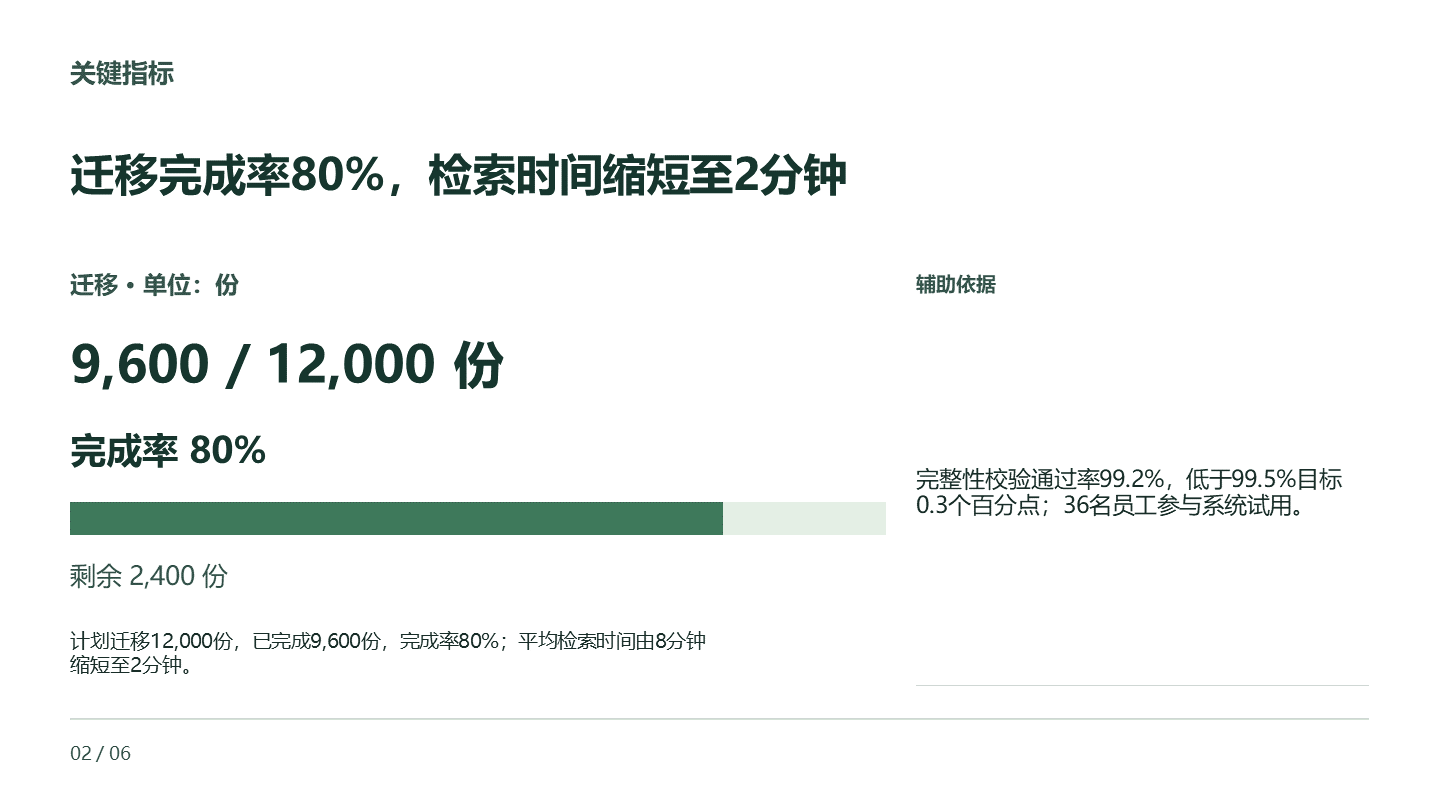 关键指标
迁移完成率80%，检索时间缩短至2分钟
迁移 • 单位：份
9,600 / 12,000 份
完成率 80%
剩余 2,400 份
计划迁移12,000份，已完成9,600份，完成率80%；平均检索时间由8分钟
缩短至2分钟。
辅助依据
完整性校验通过率99.2%，低于99.5%目标
0.3个百分点；36名员工参与系统试用。
02 / 06